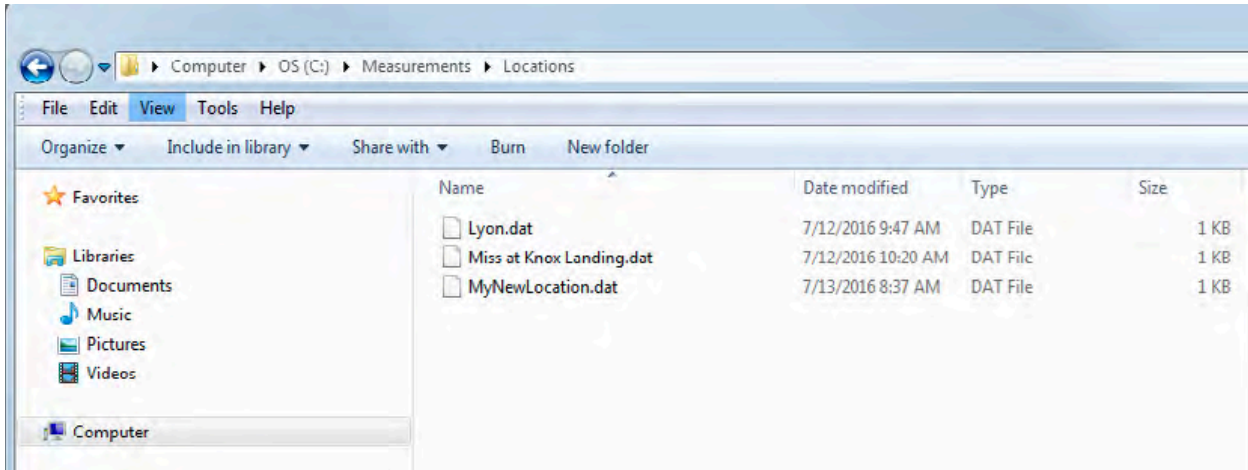 Computer OS (C:) Measurements Locations
File Edit View Tools Help
Organize Include in library Share with Burn New folder
Favorites
Libraries
Documents
Music
Pictures
Videos
Computer
Name Date modified Type Size
Lyon.dat 7/12/2016 9:47 AM DAT File 1 KB
Miss at Knox Landing.dat 7/12/2016 10:20 AM DAT File 1 KB
MyNewLocation.dat 7/13/2016 8:37 AM DAT File 1 KB